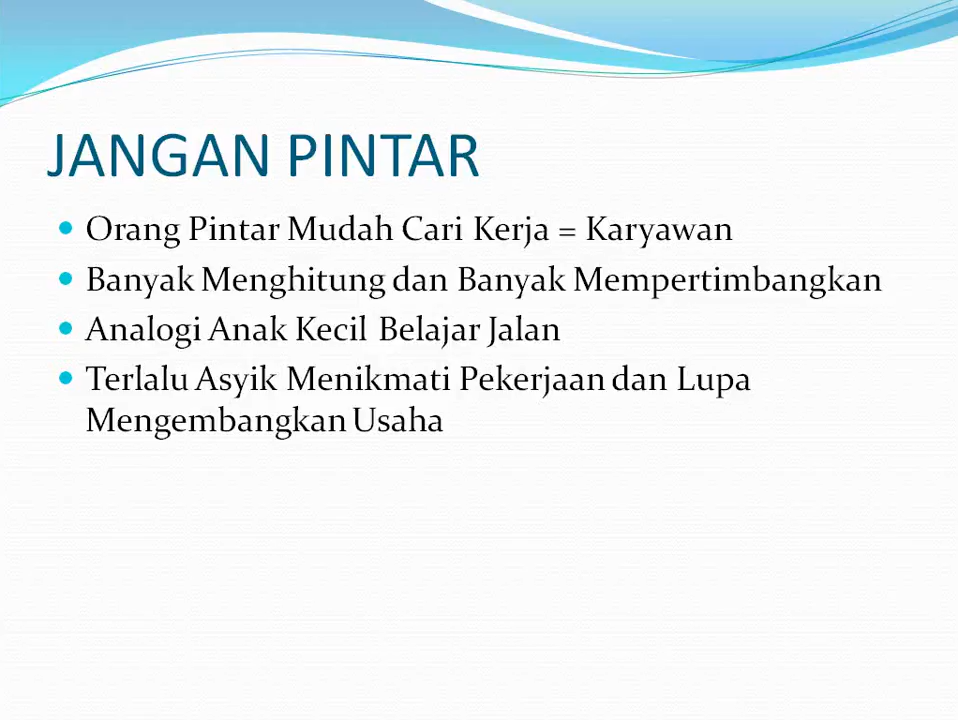 JANGAN PINTAR
• Orang Pintar Mudah Cari Kerja = Karyawan
• Banyak Menghitung dan Banyak Mempertimbangkan
• Analogi Anak Kecil Belajar Jalan
• Terlalu Asyik Menikmati Pekerjaan dan Lupa
Mengembangkan Usaha